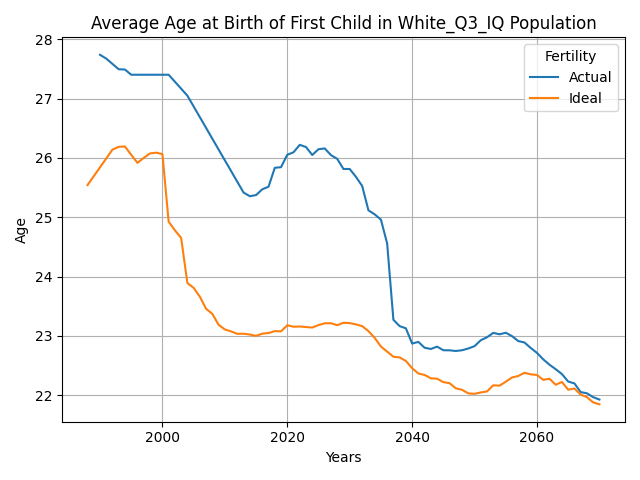 Average Age at Birth of First Child in White_Q3_IQ Population
Fertility
Actual
Ideal
Age
28
27
26
25
24
23
22
2000
2020
2040
2060
Years